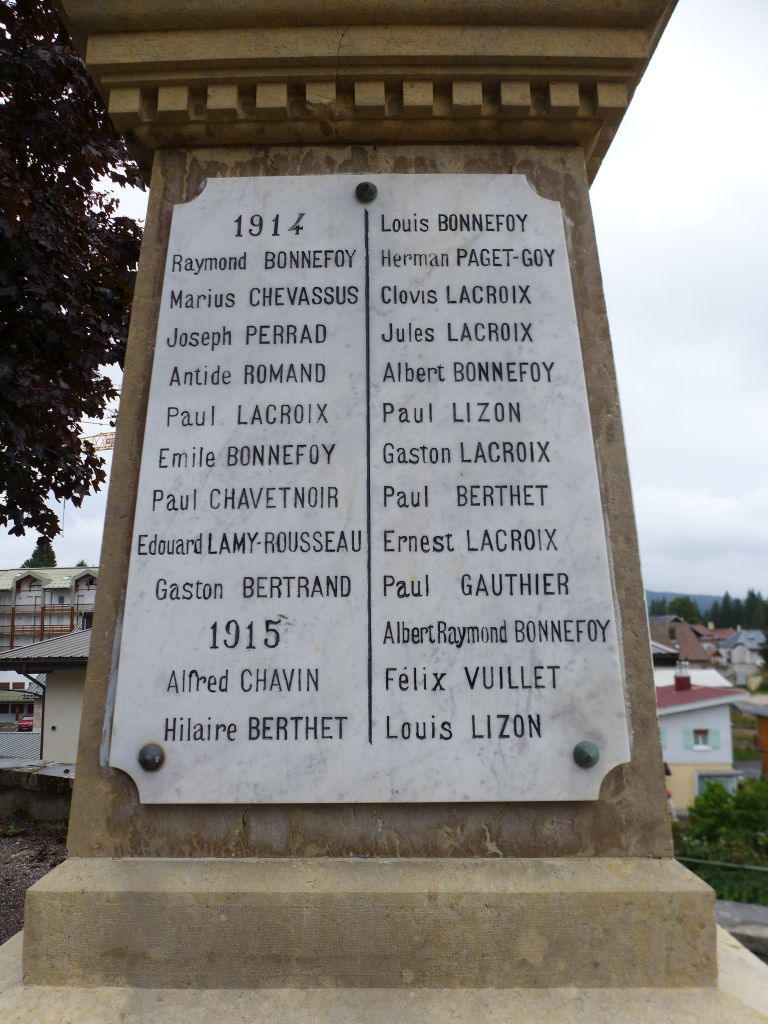 1914
Raymond BONNEFOY
Marius CHEVASSUS
Joseph PERRAD
Antide ROMAND
Paul LACROIX
Emile BONNEFOY
Paul CHAVETNOIR
Edouard LAMY-ROUSSEAU
Gaston BERTRAND
1915
Alfred CHAVIN
Hilaire BERTHET
Louis BONNEFOY
Herman PAGET-GOY
Clovis LACROIX
Jules LACROIX
Albert BONNEFOY
Paul LIZON
Gaston LACROIX
Paul BERTHET
Ernest LACROIX
Paul GAUTHIER
Albert Raymond BONNEFOY
Félix VUILLET
Louis LIZON